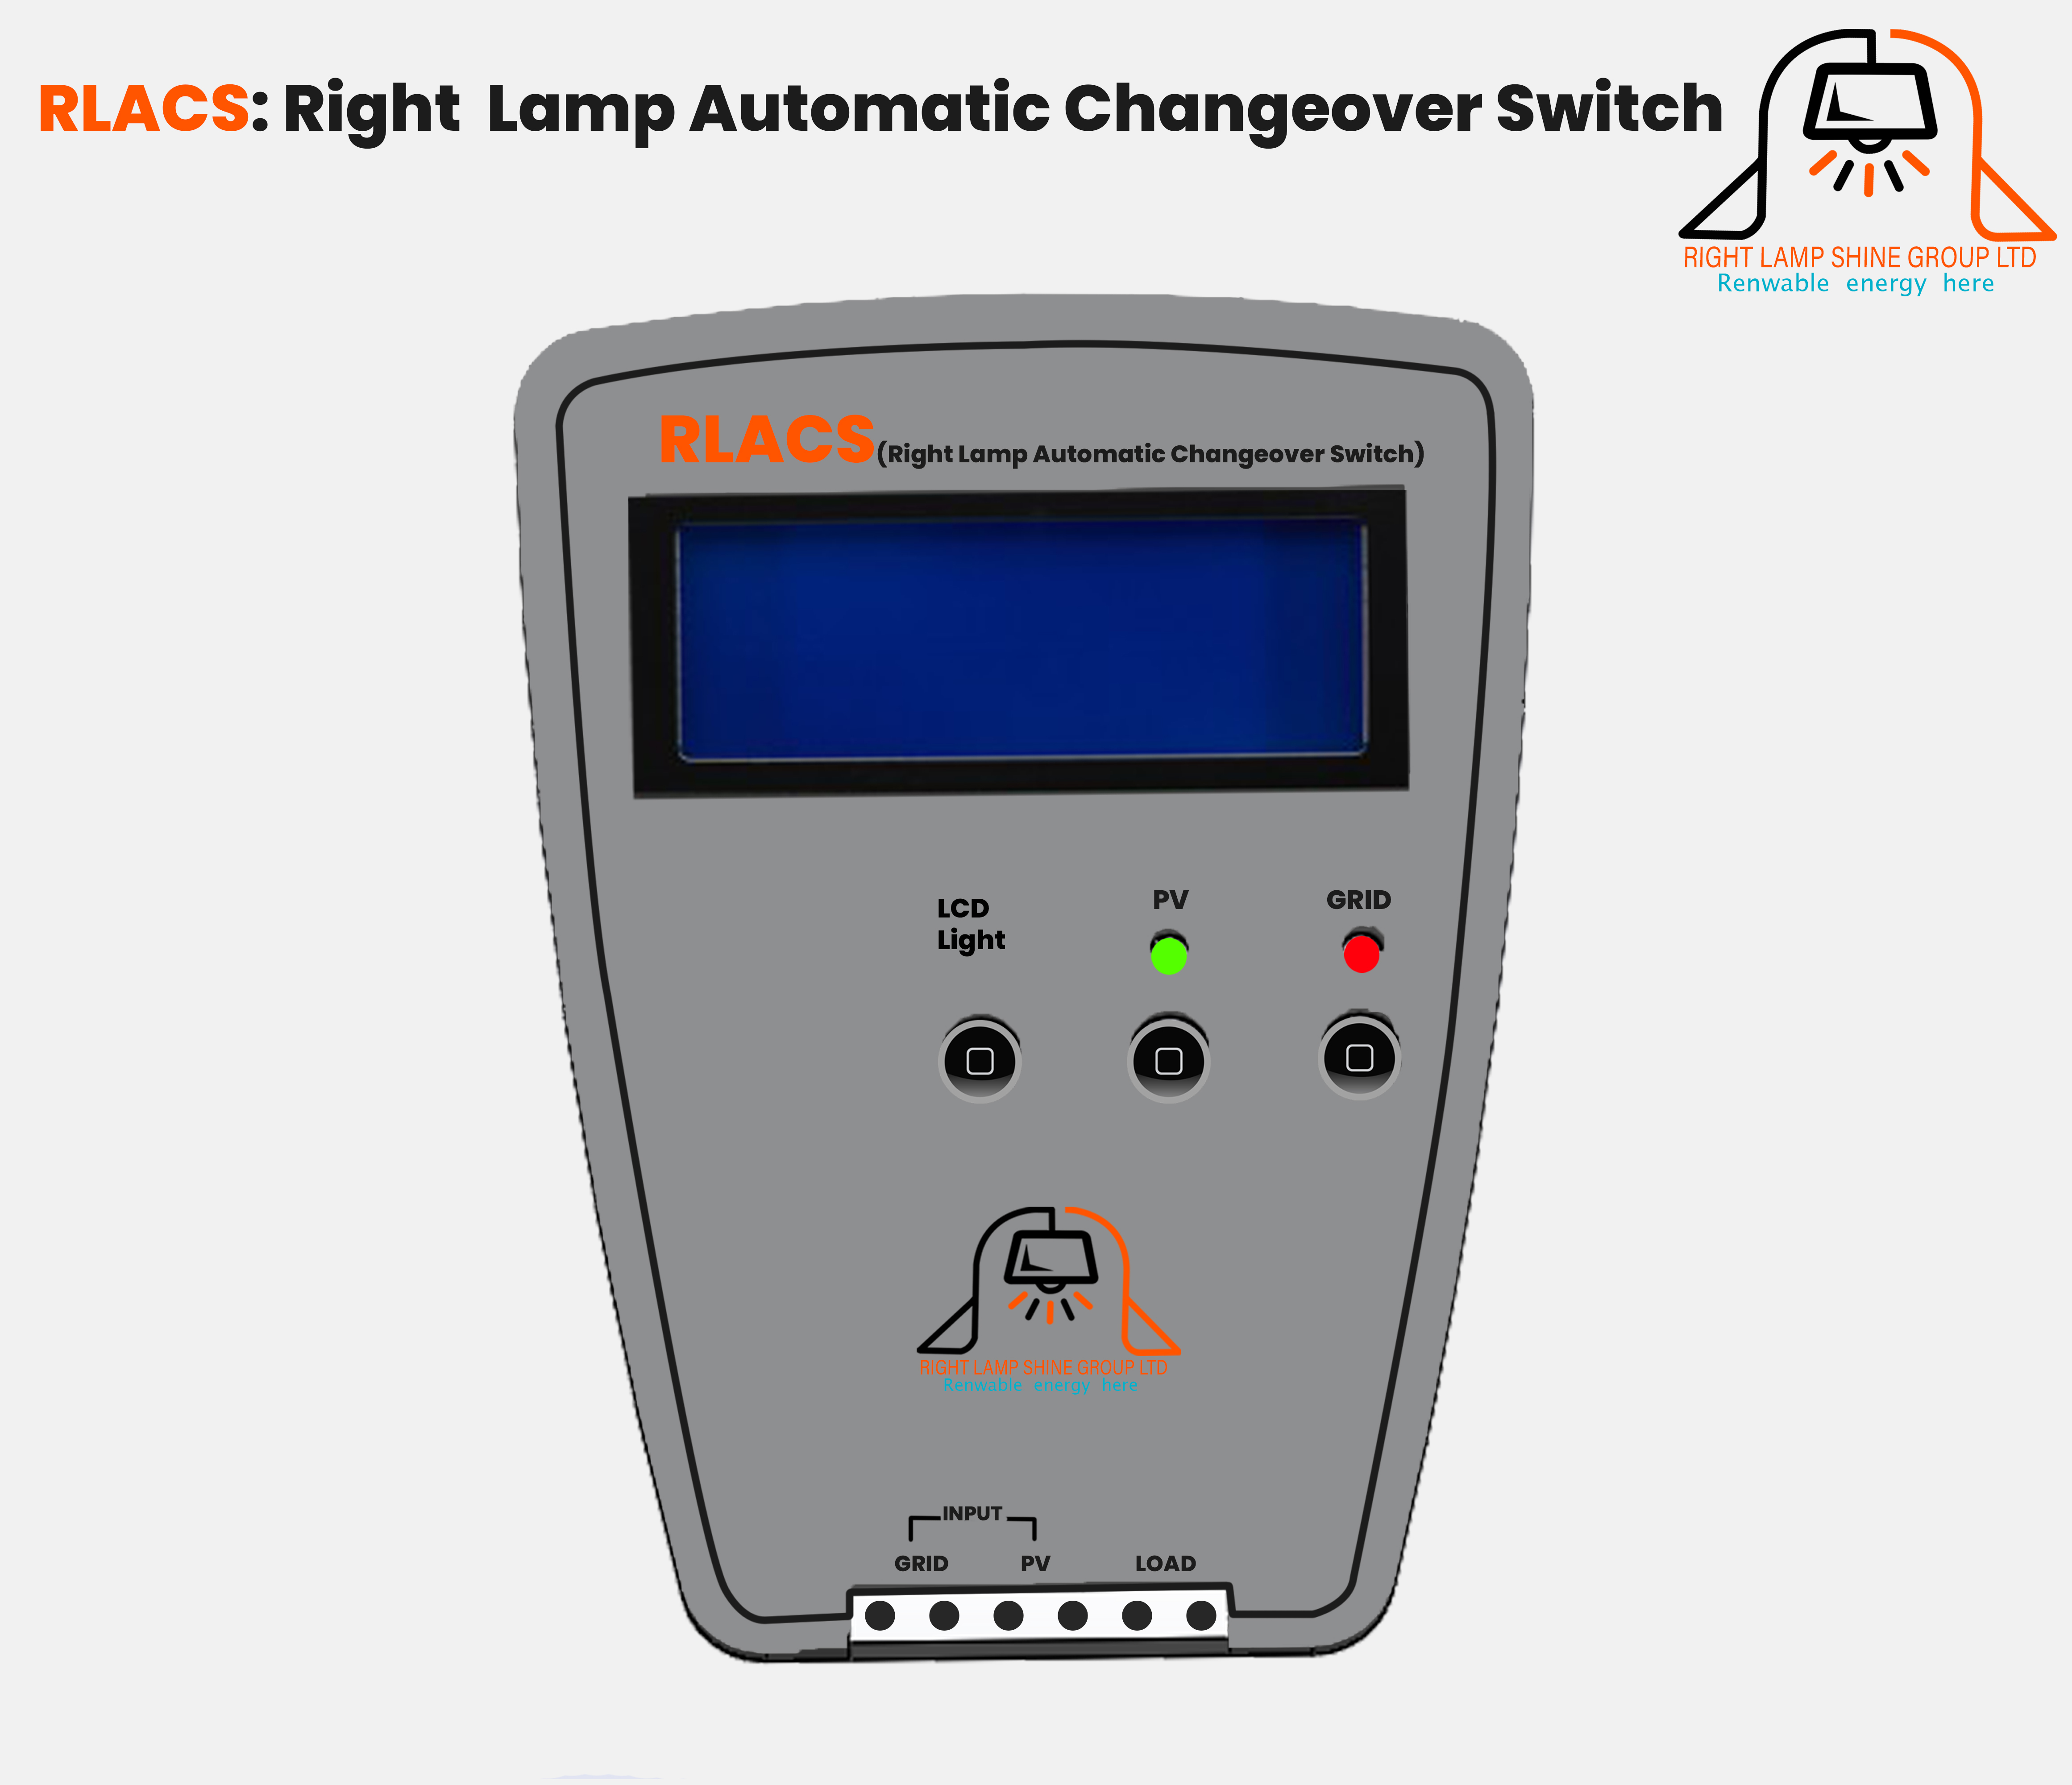 RLACS: Right Lamp Automatic Changeover Switch
RIGHT LAMP SHINE GROUP LTD
Renwable energy here
RLACS(Right Lamp Automatic Changeover Switch)
LCD
Light
PV
GRID
RIGHT LAMP SHINE GROUP LTD
Renwable energy here
INPUT
GRID PV LOAD